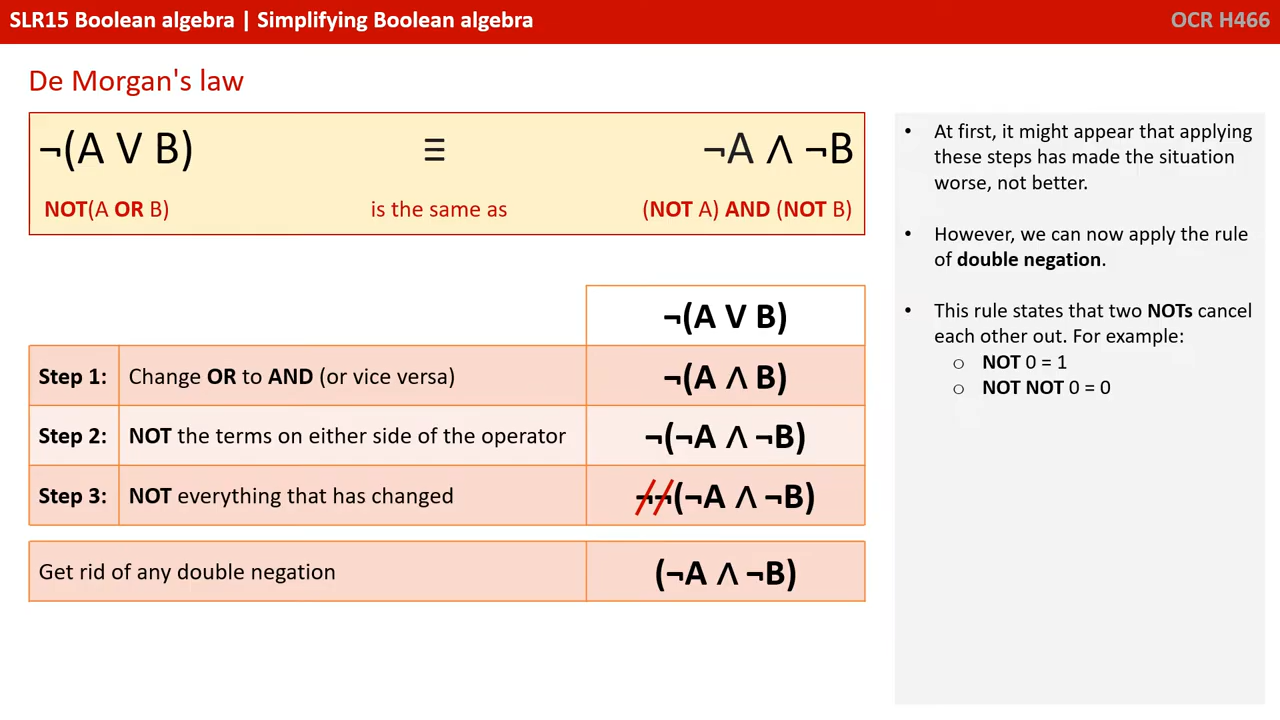 SLR15 Boolean algebra | Simplifying Boolean algebra
OCR H466
De Morgan's law
¬(A V B) ≡ ¬A Λ ¬B
NOT(A OR B) is the same as (NOT A) AND (NOT B)
¬(A V B)
Step 1: Change OR to AND (or vice versa) ¬(A Λ B)
Step 2: NOT the terms on either side of the operator ¬(¬A Λ ¬B)
Step 3: NOT everything that has changed ¬¬(¬A Λ ¬B)
Get rid of any double negation (¬A Λ ¬B)
• At first, it might appear that applying
these steps has made the situation
worse, not better.
• However, we can now apply the rule
of double negation.
• This rule states that two NOTs cancel
each other out. For example:
○ NOT 0 = 1
○ NOT NOT 0 = 0